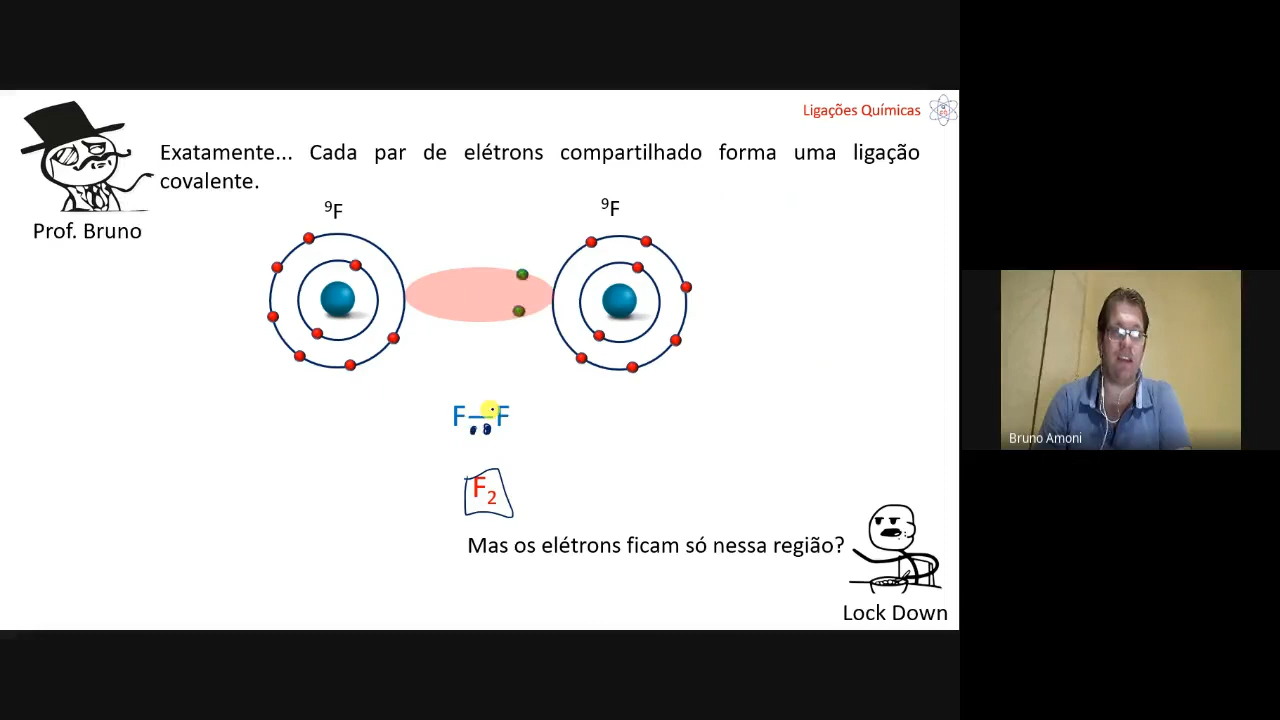 Ligações Químicas
Exatamente... Cada par de elétrons compartilhado forma uma ligação
covalente.
Prof. Bruno
⁹F
⁹F
F—F
F₂
Bruno Amoni
Mas os elétrons ficam só nessa região?
Lock Down